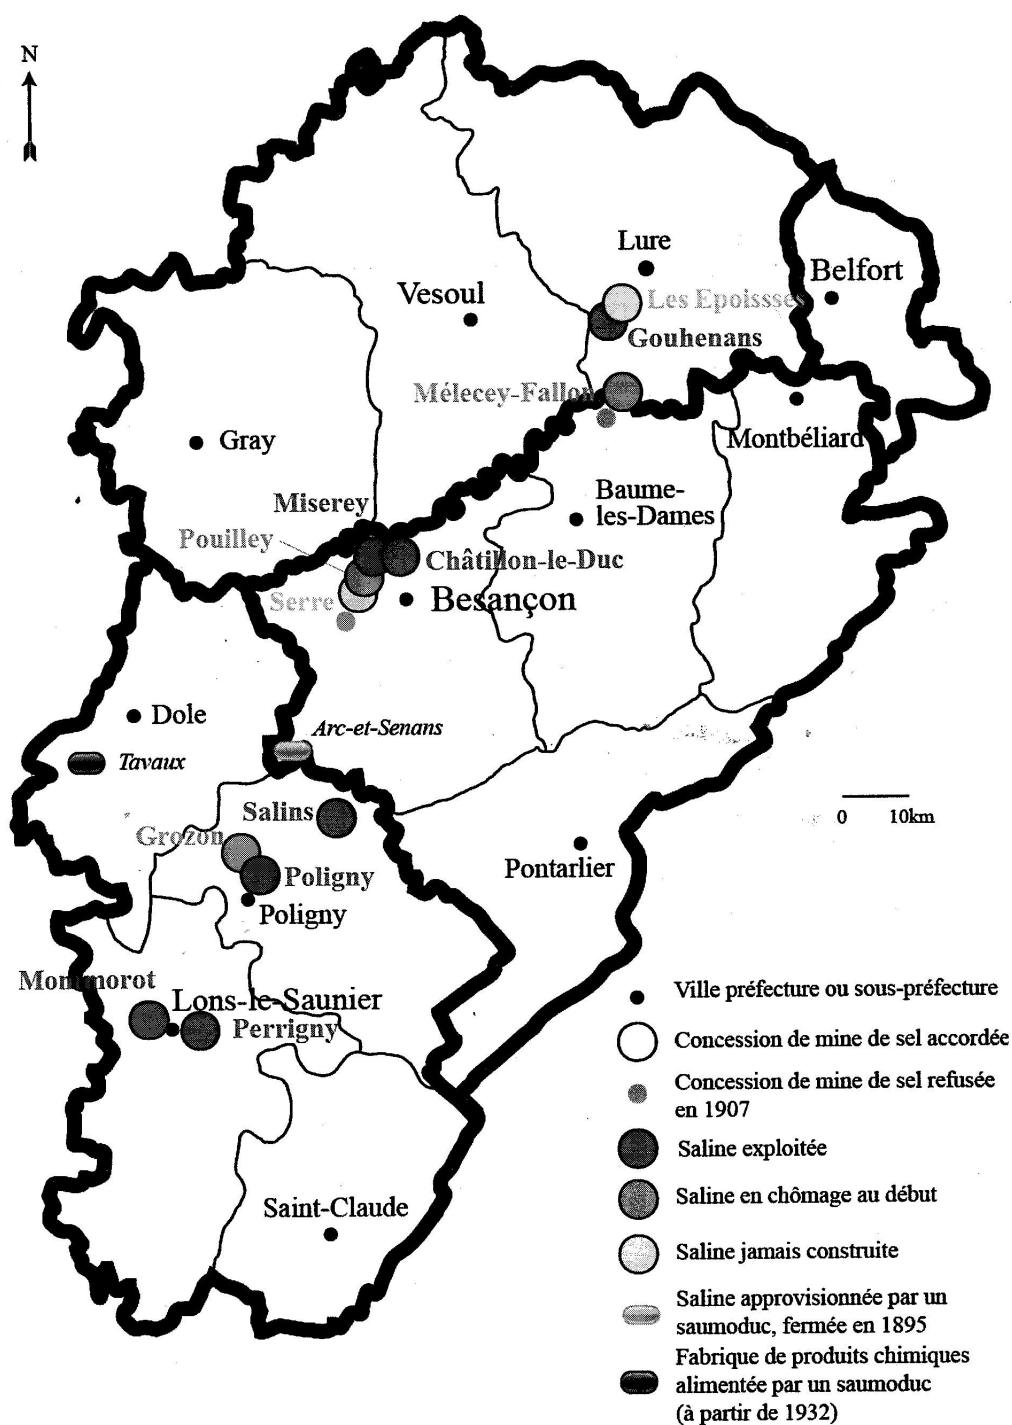 N
Lure
Belfort
Vesoul
Les Epoissses
Gouhenans
Mélecey-Fallon
Montbéliard
Gray
Baume-
les-Dames
Miserey
Pouilley
Châtillon-le-Duc
Serre
Besançon
Dole
Arc-et-Senans
Tavaux
0 10km
Salins
Grozon
Pontarlier
Poligny
Poligny
Montmorot
Lons-le-Saunier
Perrigny
Saint-Claude
Ville préfecture ou sous-préfecture
Concession de mine de sel accordée
Concession de mine de sel refusée
en 1907
Saline exploitée
Saline en chômage au début
Saline jamais construite
Saline approvisionnée par un
saumoduc, fermée en 1895
Fabrique de produits chimiques
alimentée par un saumoduc
(à partir de 1932)